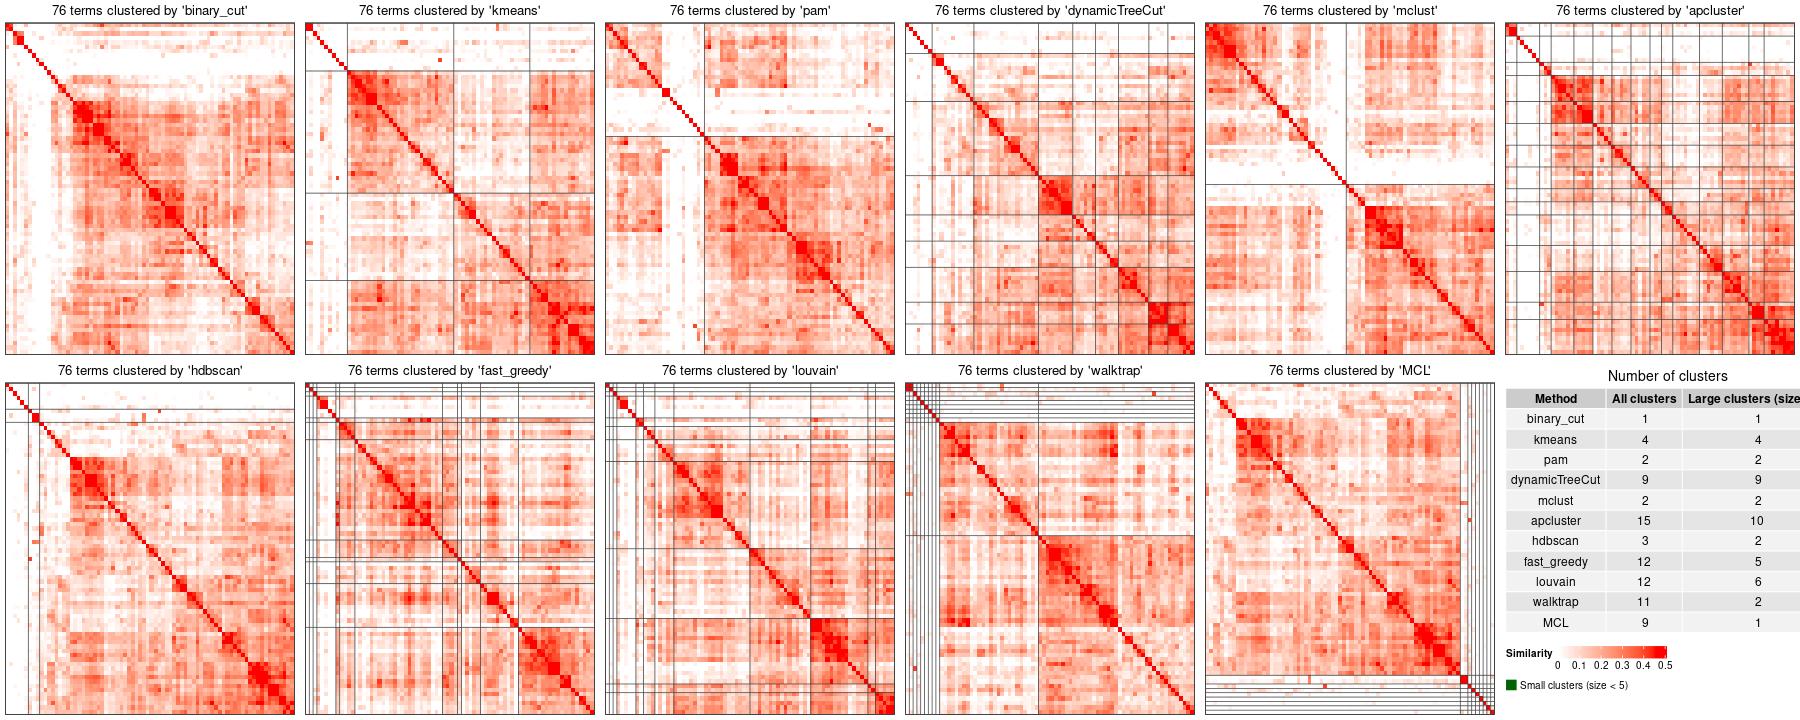 76 terms clustered by 'binary_cut'
76 terms clustered by 'kmeans'
76 terms clustered by 'pam'
76 terms clustered by 'dynamicTreeCut'
76 terms clustered by 'mclust'
76 terms clustered by 'apcluster'
76 terms clustered by 'hdbscan'
76 terms clustered by 'fast_greedy'
76 terms clustered by 'louvain'
76 terms clustered by 'walktrap'
76 terms clustered by 'MCL'
Number of clusters
Method All clusters Large clusters (size
binary_cut 1 1
kmeans 4 4
pam 2 2
dynamicTreeCut 9 9
mclust 2 2
apcluster 15 10
hdbscan 3 2
fast_greedy 12 5
louvain 12 6
walktrap 11 2
MCL 9 1
Similarity
0 0.1 0.2 0.3 0.4 0.5
Small clusters (size < 5)